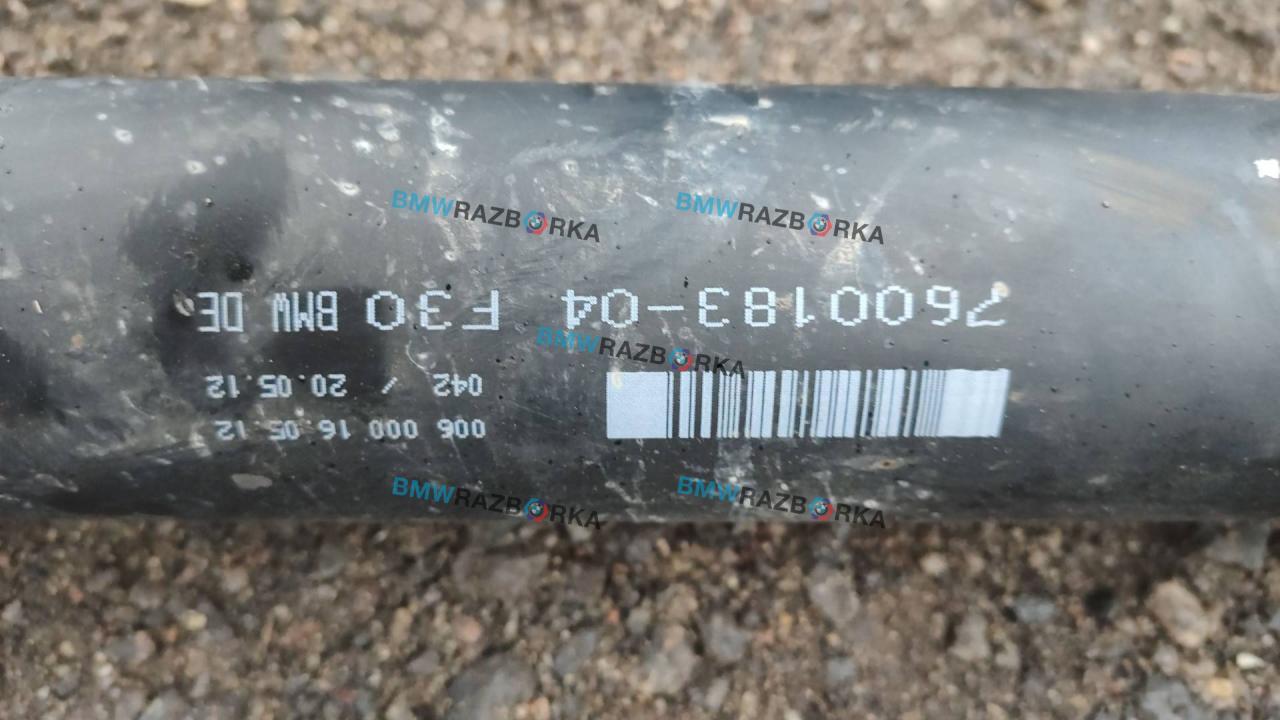 006 000 16 05 12
042 / 20.05.12
7600183-04 F30 BMW DE
BMWRAZBORKA
BMWRAZBORKA
BMWRAZBORKA
BMWRAZBORKA
BMWRAZBORKA